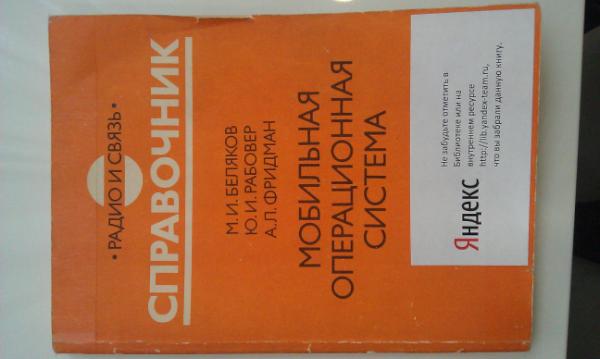 • РАДИО И СВЯЗЬ •
СПРАВОЧНИК
М.И. БЕЛЯКОВ
Ю.И. РАБОВЕР
А.Л. ФРИДМАН
МОБИЛЬНАЯ
ОПЕРАЦИОННАЯ
СИСТЕМА
Не забудьте отметить в
Библиотеке или на
внутреннем ресурсе
http://lib.yandex-team.ru,
что вы забрали данную книгу.
Яндекс